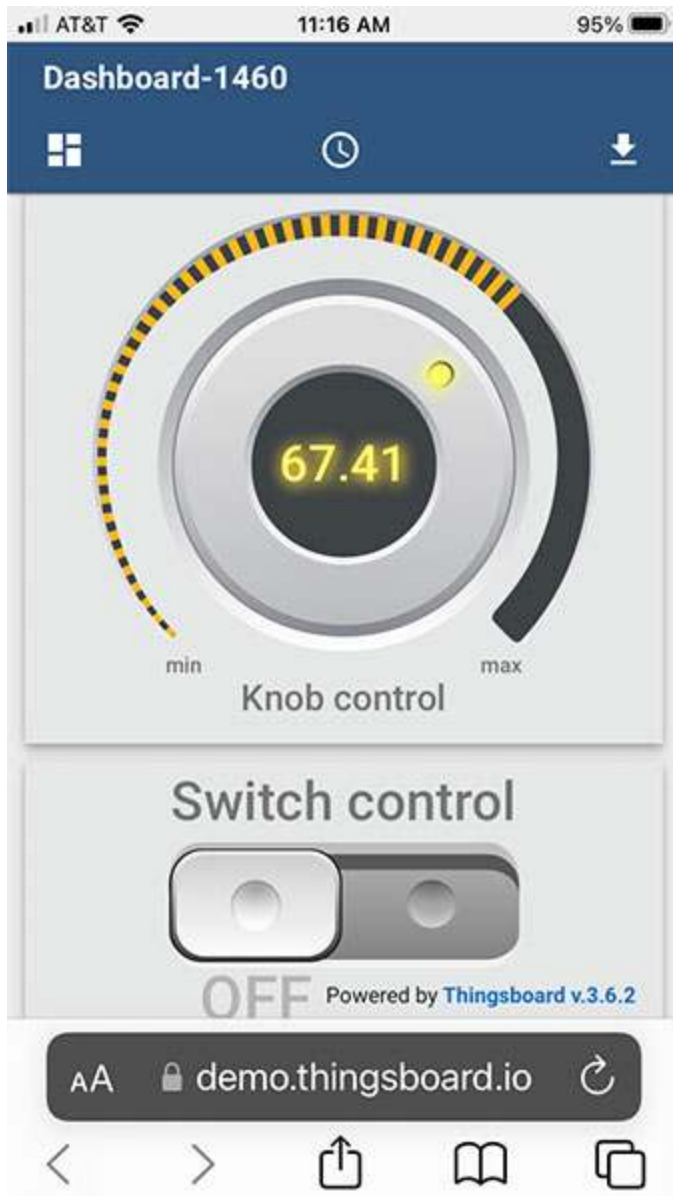 AT&T 11:16 AM 95%
Dashboard-1460
67.41
min max
Knob control
Switch control
OFF Powered by Thingsboard v.3.6.2
AA demo.thingsboard.io